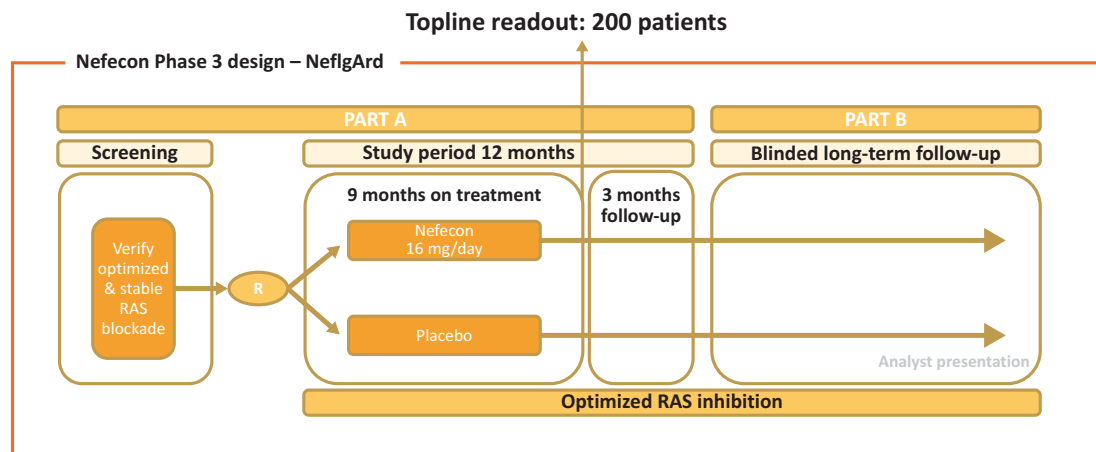 Topline readout: 200 patients
Nefecon Phase 3 design – NeflgArd
PART A
PART B
Screening
Study period 12 months
Blinded long-term follow-up
9 months on treatment
3 months
follow-up
Verify
optimized
& stable
RAS
blockade
R
Nefecon
16 mg/day
Placebo
Analyst presentation
Optimized RAS inhibition